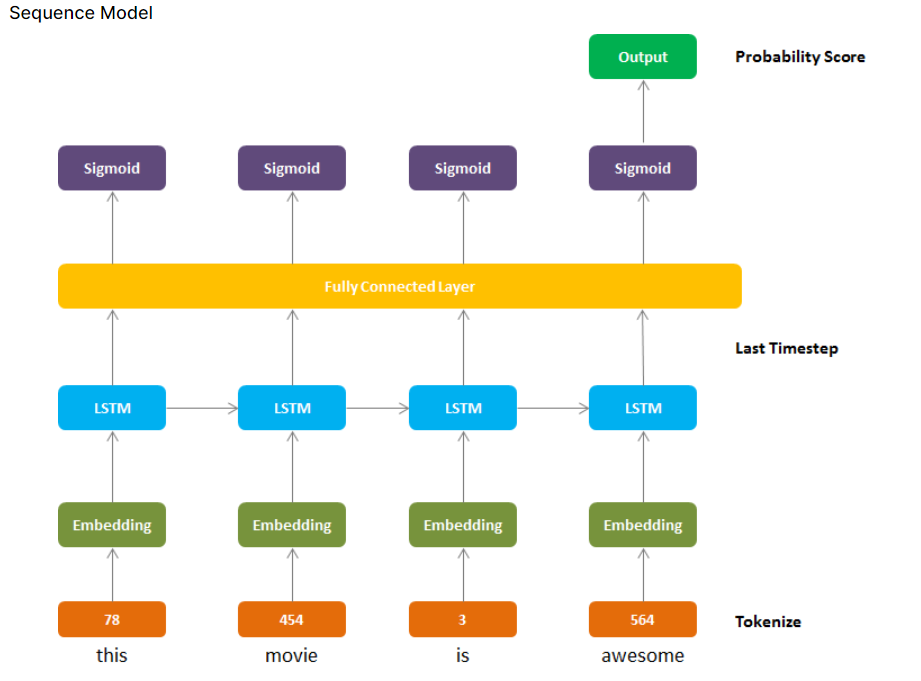 Sequence Model
Output
Probability Score
Sigmoid
Sigmoid
Sigmoid
Sigmoid
Fully Connected Layer
Last Timestep
LSTM
LSTM
LSTM
LSTM
Embedding
Embedding
Embedding
Embedding
78
454
3
564
Tokenize
this
movie
is
awesome